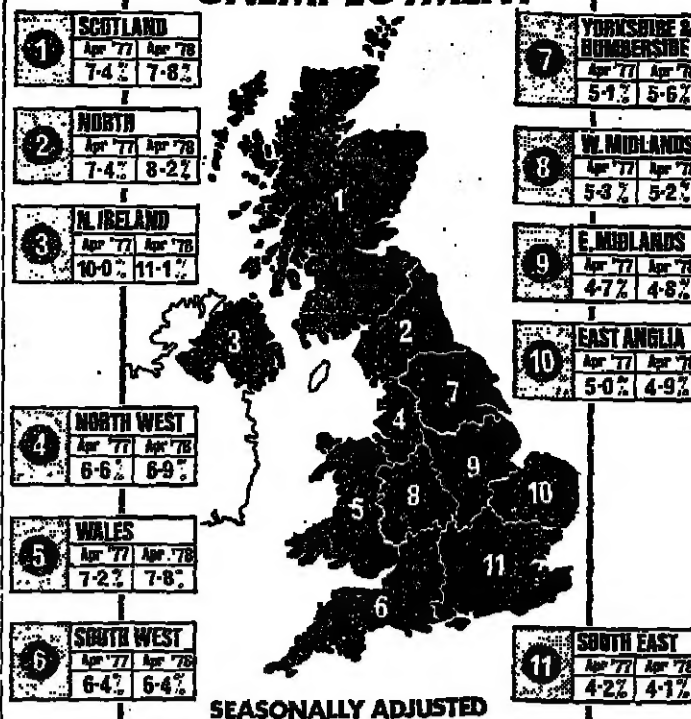 UNEMPLOYMENT
1
SCOTLAND
Apr '77 Apr '78
7·4% 7·8%
2
NORTH
Apr '77 Apr '78
7·4% 8·2%
3
N. IRELAND
Apr '77 Apr '78
10·0% 11·1%
4
NORTH WEST
Apr '77 Apr '78
6·6% 6·9%
5
WALES
Apr '77 Apr '78
7·2% 7·8%
6
SOUTH WEST
Apr '77 Apr '78
6·4% 6·4%
1
2
3
7
4
9
8
10
5
11
6
SEASONALLY ADJUSTED
7
YORKSHIRE &
HUMBERSIDE
Apr '77 Apr '78
5·1% 5·6%
8
W. MIDLANDS
Apr '77 Apr '78
5·3% 5·2%
9
E. MIDLANDS
Apr '77 Apr '78
4·7% 4·8%
10
EAST ANGLIA
Apr '77 Apr '78
5·0% 4·9%
11
SOUTH EAST
Apr '77 Apr '78
4·2% 4·1%